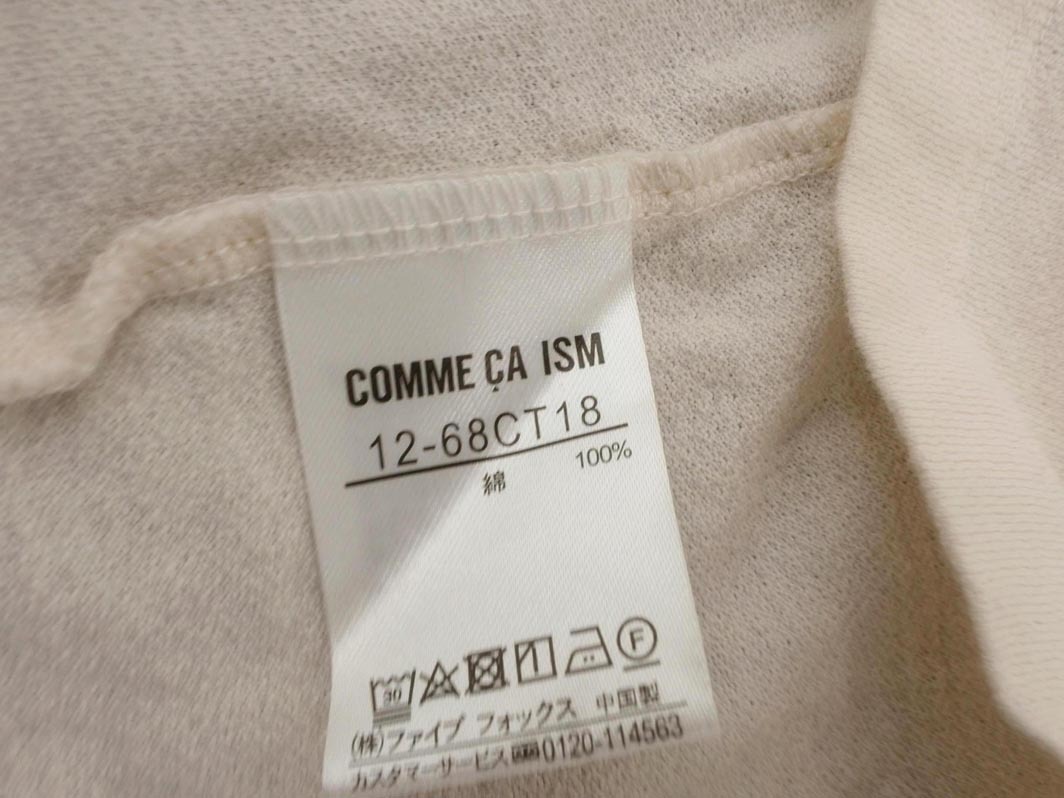 COMME ÇA ISM
12-68CT18
綿 100%
30 F
(株)ファイブ フォックス 中国製
カスタマーサービス 0120-114563